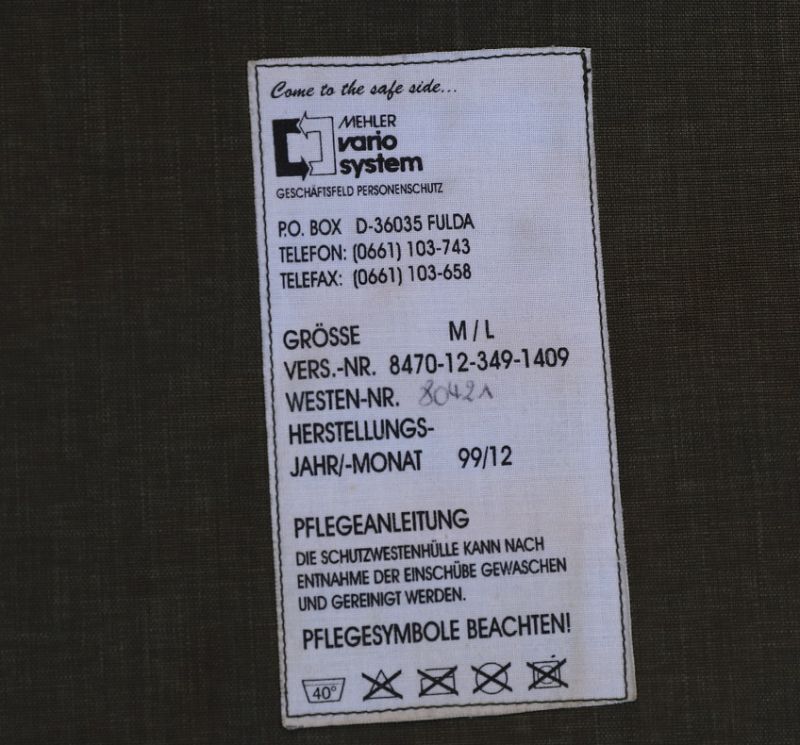 Come to the safe side...
MEHLER
vario
system
GESCHÄFTSFELD PERSONENSCHUTZ
P.O. BOX D-36035 FULDA
TELEFON: (0661) 103-743
TELEFAX: (0661) 103-658
GRÖSSE M / L
VERS.-NR. 8470-12-349-1409
WESTEN-NR. 80421
HERSTELLUNGS-
JAHR/-MONAT 99/12
PFLEGEANLEITUNG
DIE SCHUTZWESTENHÜLLE KANN NACH
ENTNAHME DER EINSCHÜBE GEWASCHEN
UND GEREINIGT WERDEN.
PFLEGESYMBOLE BEACHTEN!
40°